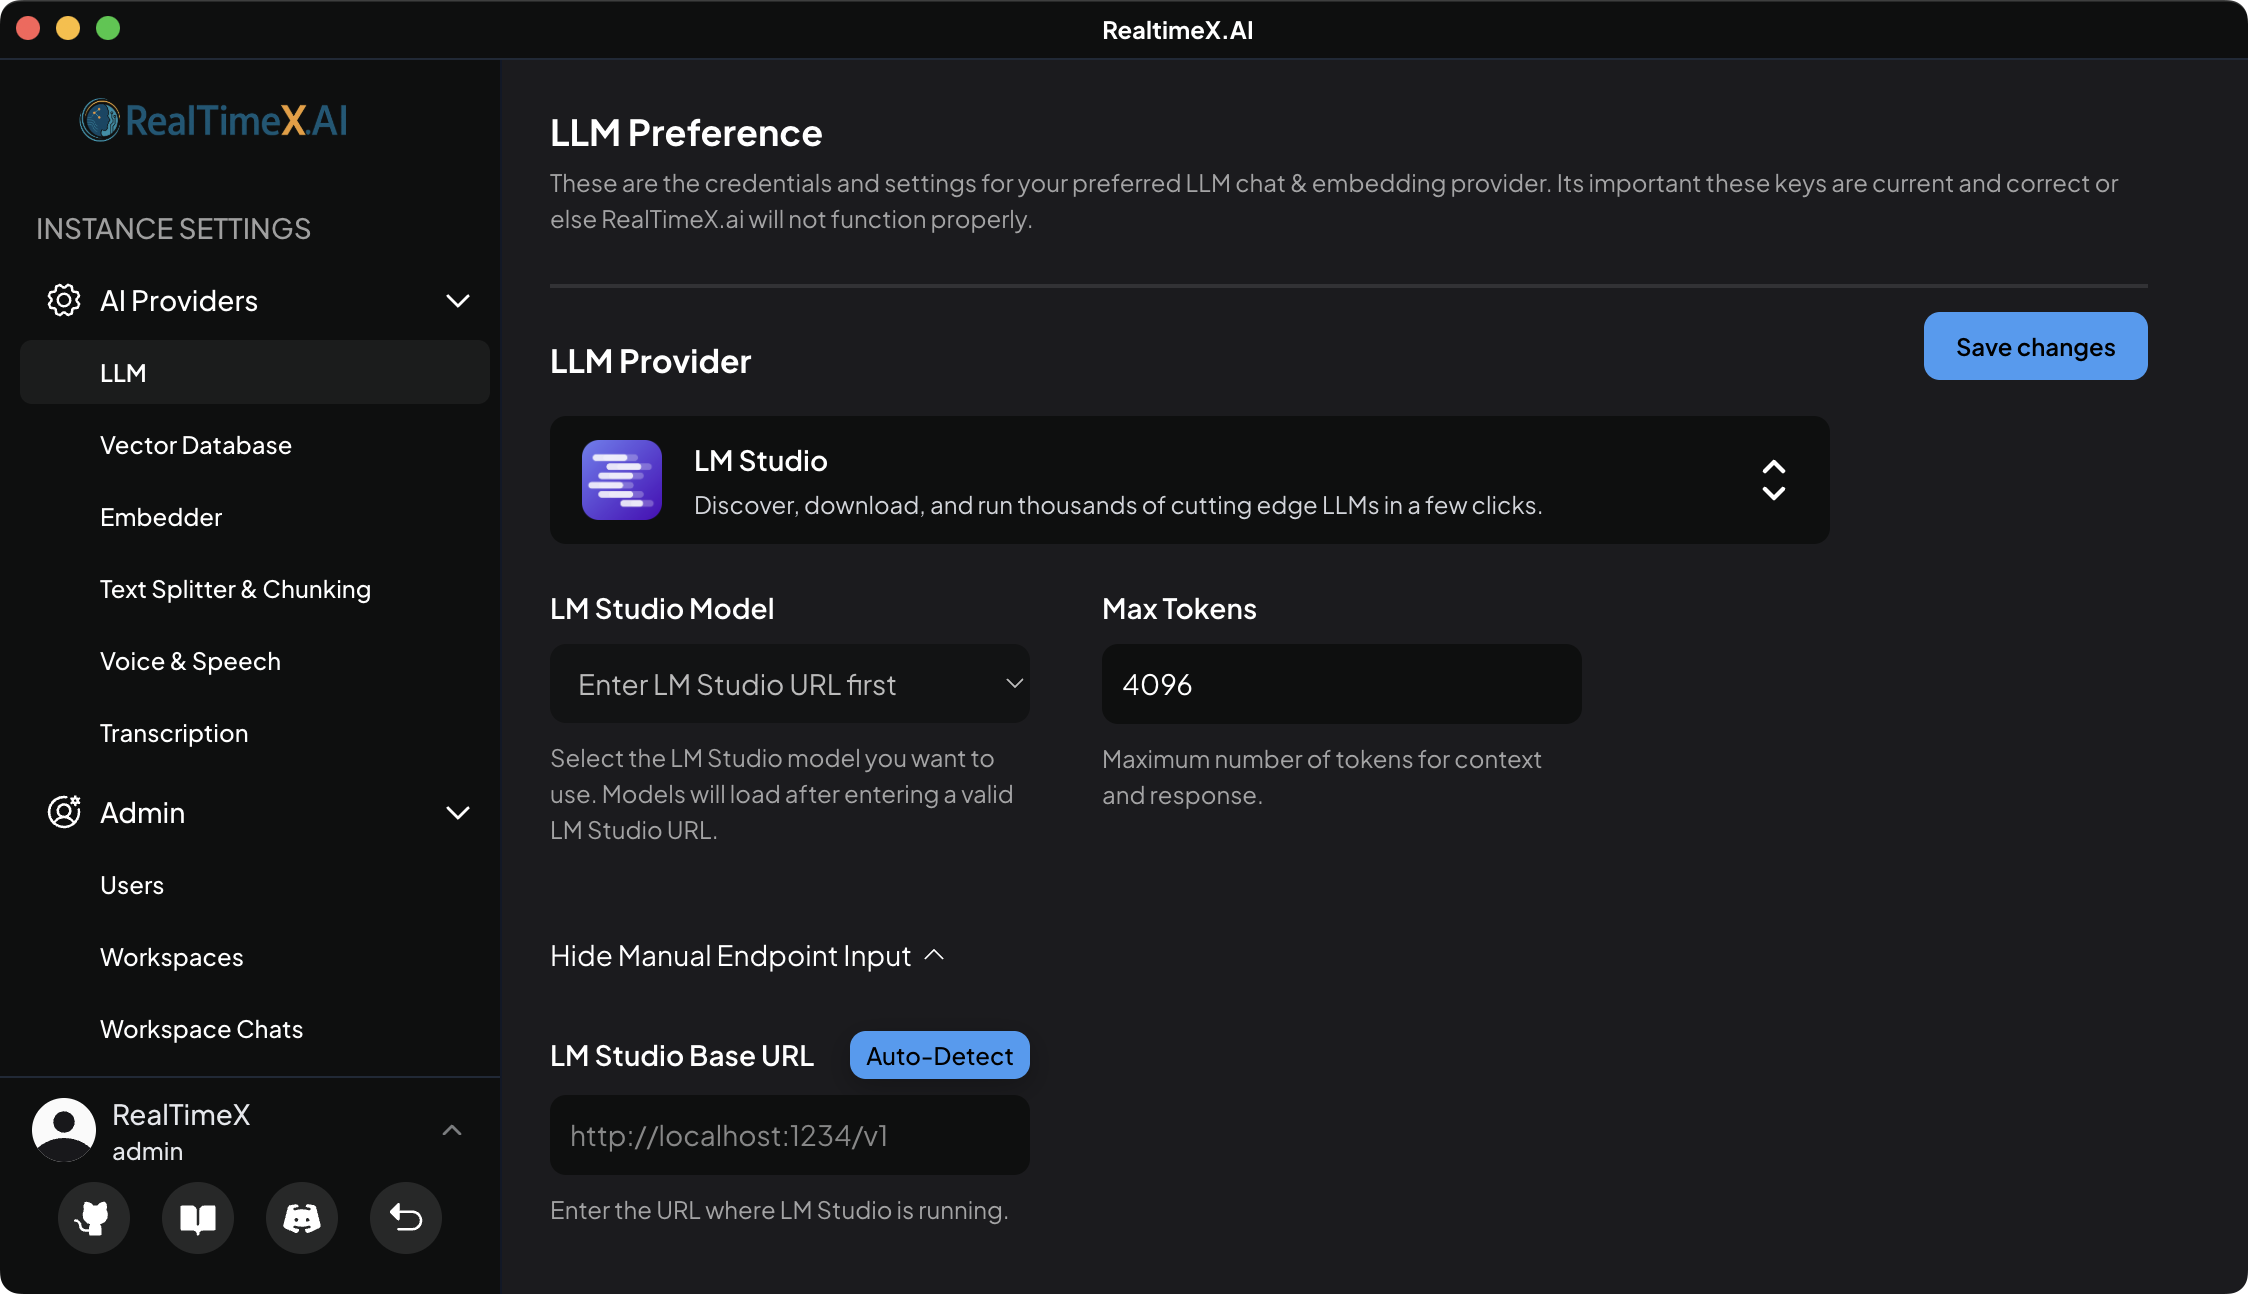 RealtimeX.AI
RealTimeX.AI
INSTANCE SETTINGS
AI Providers
LLM
Vector Database
Embedder
Text Splitter & Chunking
Voice & Speech
Transcription
Admin
Users
Workspaces
Workspace Chats
RealTimeX
admin
LLM Preference
These are the credentials and settings for your preferred LLM chat & embedding provider. Its important these keys are current and correct or
else RealTimeX.ai will not function properly.
Save changes
LLM Provider
LM Studio
Discover, download, and run thousands of cutting edge LLMs in a few clicks.
LM Studio Model
Enter LM Studio URL first
Select the LM Studio model you want to
use. Models will load after entering a valid
LM Studio URL.
Max Tokens
4096
Maximum number of tokens for context
and response.
Hide Manual Endpoint Input
LM Studio Base URL
Auto-Detect
http://localhost:1234/v1
Enter the URL where LM Studio is running.